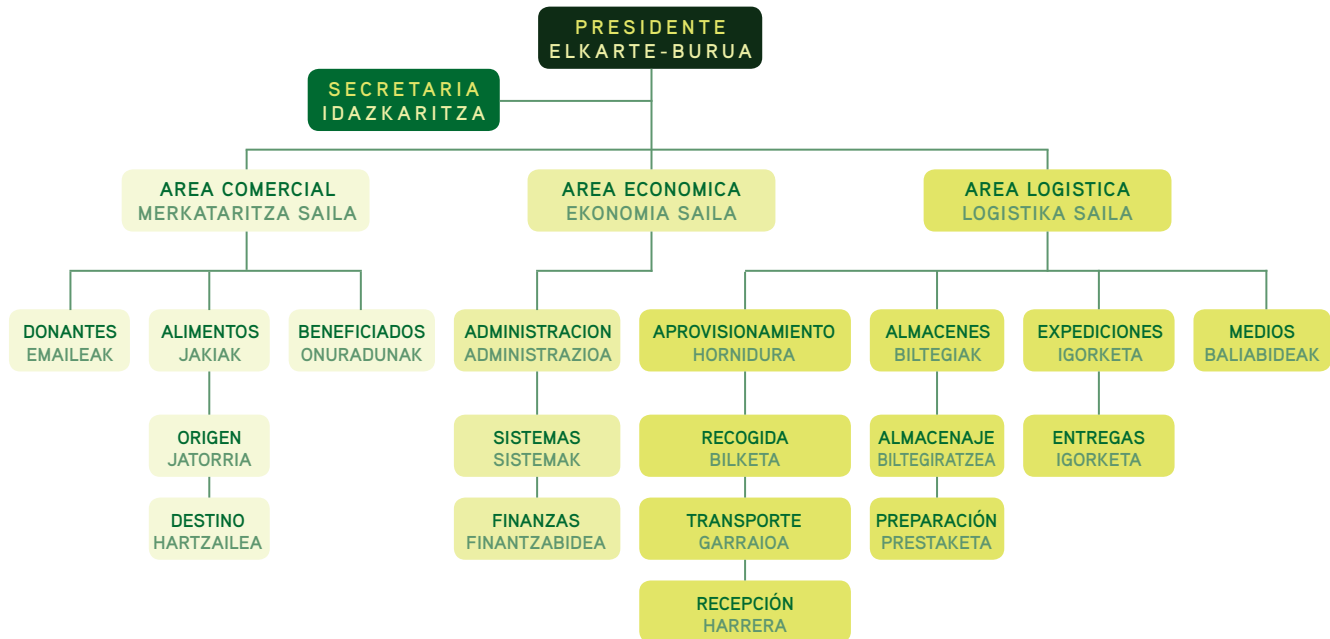 PRESIDENTE
ELKARTE-BURUA
SECRETARIA
IDAZKARITZA
AREA COMERCIAL
MERKATARITZA SAILA
AREA ECONOMICA
EKONOMIA SAILA
AREA LOGISTICA
LOGISTIKA SAILA
DONANTES
EMAILEAK
ALIMENTOS
JAKIAK
BENEFICIADOS
ONURADUNAK
ADMINISTRACION
ADMINISTRAZIOA
APROVISIONAMIENTO
HORNIDURA
ALMACENES
BILTEGIAK
EXPEDICIONES
IGORKETA
MEDIOS
BALIABIDEAK
ORIGEN
JATORRIA
SISTEMAS
SISTEMAK
RECOGIDA
BILKETA
ALMACENAJE
BILTEGIRATZEA
ENTREGAS
IGORKETA
DESTINO
HARTZAILEA
FINANZAS
FINANTZABIDEA
TRANSPORTE
GARRAIOA
PREPARACIÓN
PRESTAKETA
RECEPCIÓN
HARRERA